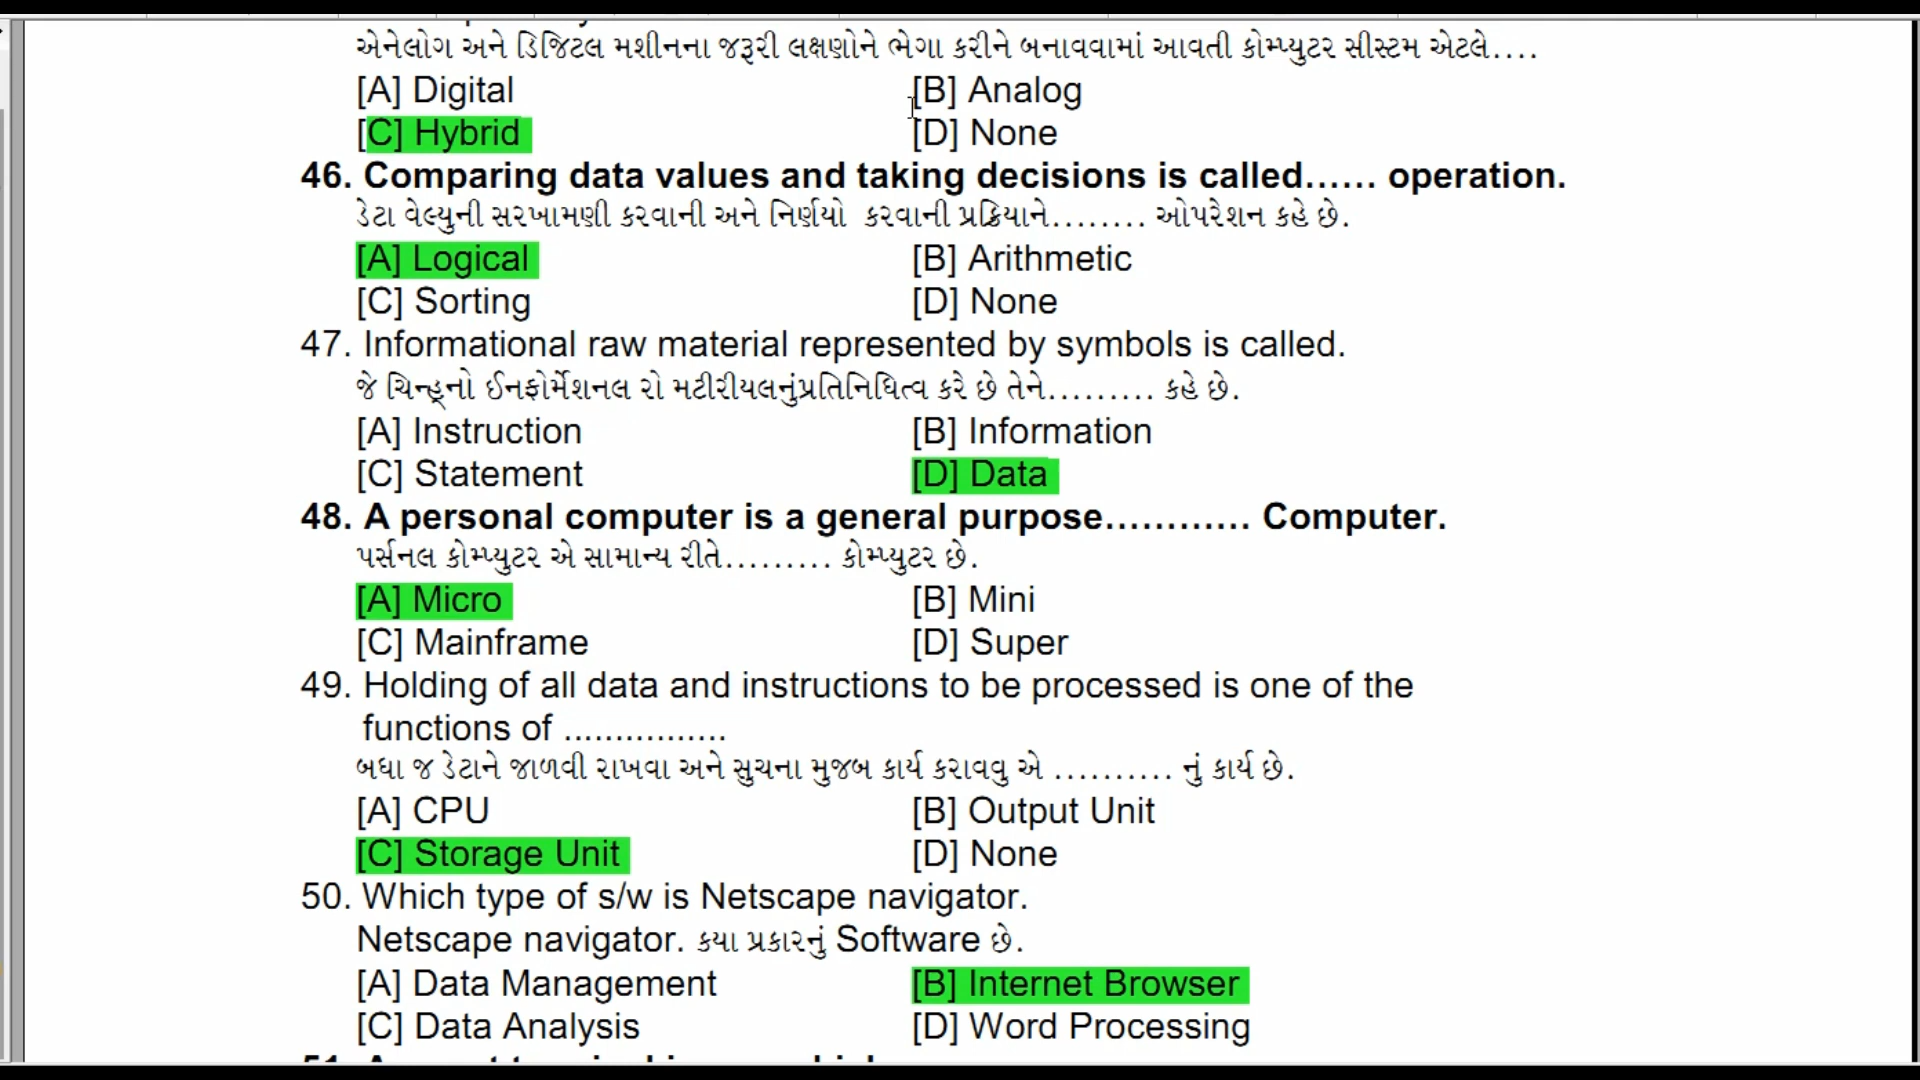 એનેલોગ અને ડિજિટલ મશીનના જરૂરી લક્ષણોને ભેગા કરીને બનાવવામાં આવતી કોમ્પ્યુટર સીસ્ટમ એટલે....
[A] Digital [B] Analog
[C] Hybrid [D] None
46. Comparing data values and taking decisions is called...... operation.
ડેટા વેલ્યુની સરખામણી કરવાની અને નિર્ણયો કરવાની પ્રક્રિયાને........ ઓપરેશન કહે છે.
[A] Logical [B] Arithmetic
[C] Sorting [D] None
47. Informational raw material represented by symbols is called.
જે ચિન્હ્નો ઈનફોર્મેશનલ રો મટીરીયલનુંપ્રતિનિધિત્વ કરે છે તેને......... કહે છે.
[A] Instruction [B] Information
[C] Statement [D] Data
48. A personal computer is a general purpose............ Computer.
પર્સનલ કોમ્પ્યુટર એ સામાન્ય રીતે......... કોમ્પ્યુટર છે.
[A] Micro [B] Mini
[C] Mainframe [D] Super
49. Holding of all data and instructions to be processed is one of the
functions of ................
બધા જ ડેટાને જાળવી રાખવા અને સુચના મુજબ કાર્ય કરાવવુ એ .......... નું કાર્ય છે.
[A] CPU [B] Output Unit
[C] Storage Unit [D] None
50. Which type of s/w is Netscape navigator.
Netscape navigator. કયા પ્રકારનું Software છે.
[A] Data Management [B] Internet Browser
[C] Data Analysis [D] Word Processing